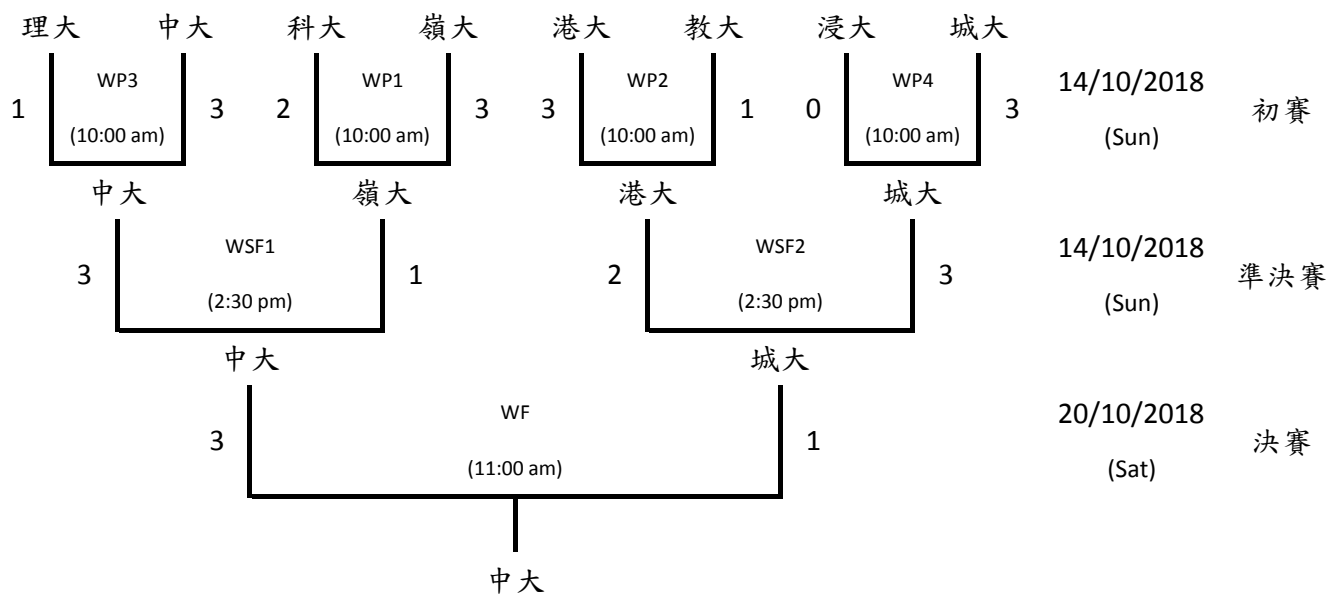 理大 中大 科大 嶺大 港大 教大 浸大 城大
WP3 WP1 WP2 WP4 14/10/2018
1 3 2 3 3 1 0 3 初賽
(10:00 am) (10:00 am) (10:00 am) (10:00 am) (Sun)
中大 嶺大 港大 城大
WSF1 WSF2 14/10/2018
3 1 2 3 準決賽
(2:30 pm) (2:30 pm) (Sun)
中大 城大
WF 20/10/2018
3 1 決賽
(11:00 am) (Sat)
中大